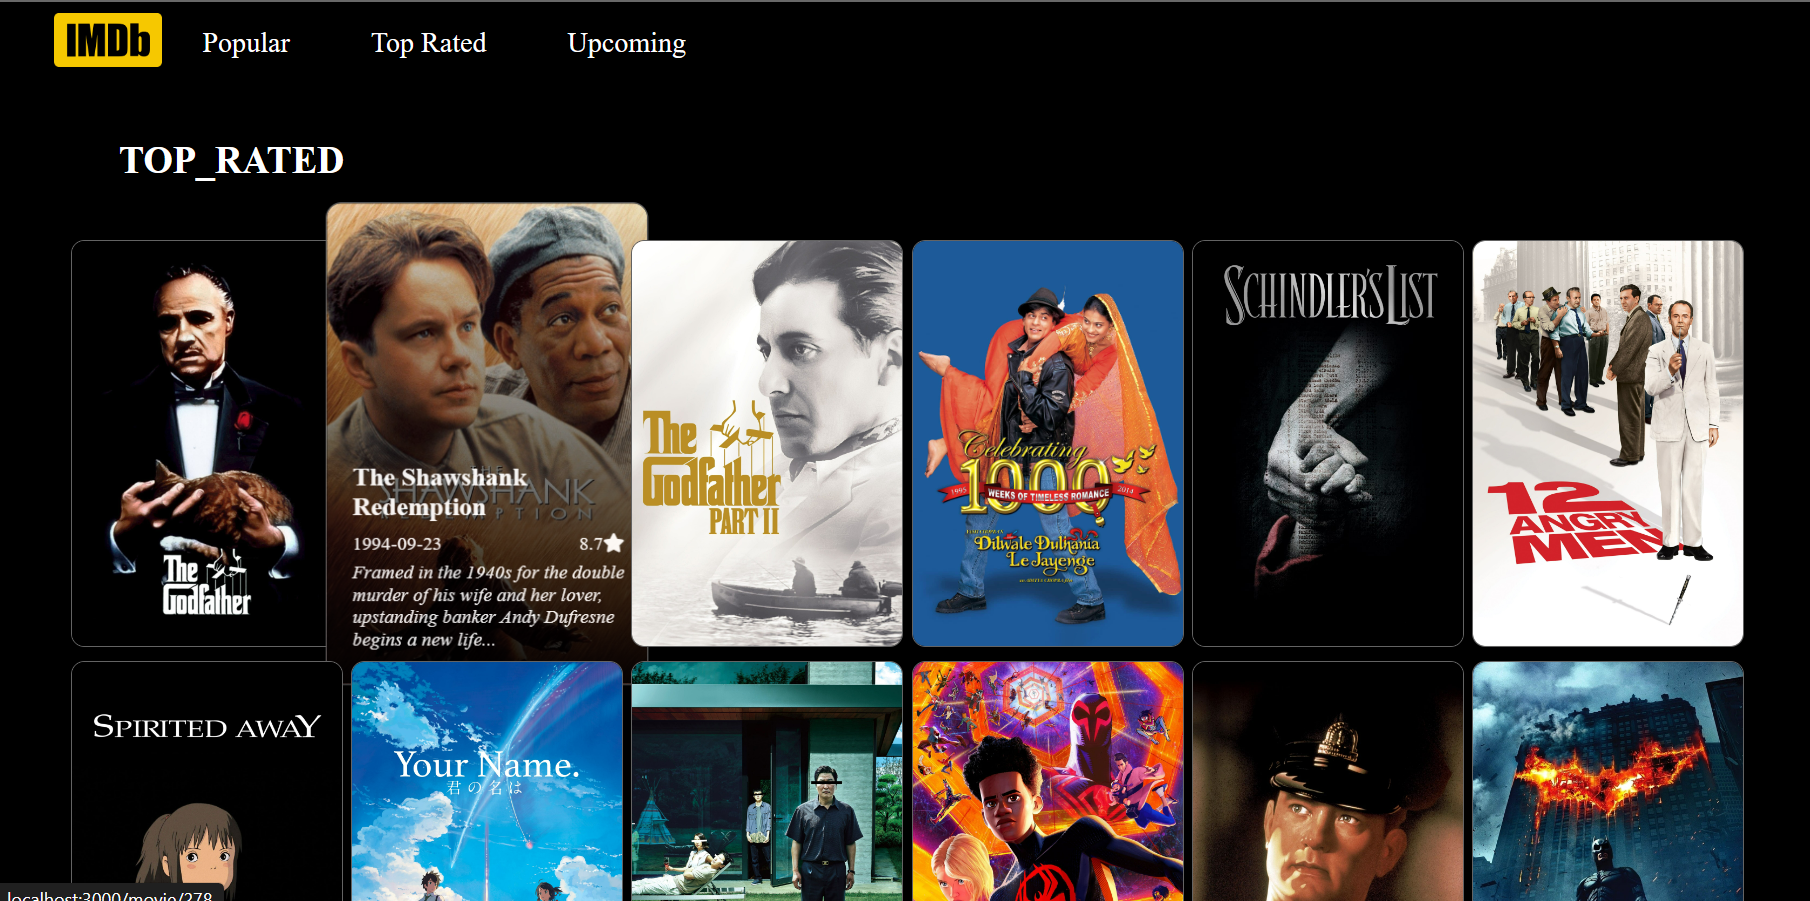 IMDb
Popular
Top Rated
Upcoming
TOP_RATED
The
Godfather
The Shawshank
Redemption
1994-09-23
8.7
Framed in the 1940s for the double
murder of his wife and her lover,
upstanding banker Andy Dufresne
begins a new life...
The
Godfather
PART II
Celebrating
1000
1995
WEEKS OF TIMELESS ROMANCE
2014
Dilwale Dulhania
Le Jayenge
SCHINDLER'S LIST
12
ANGRY
MEN
SPIRITED AWAY
Your Name.
君の名は
localhost:3000/movie/278